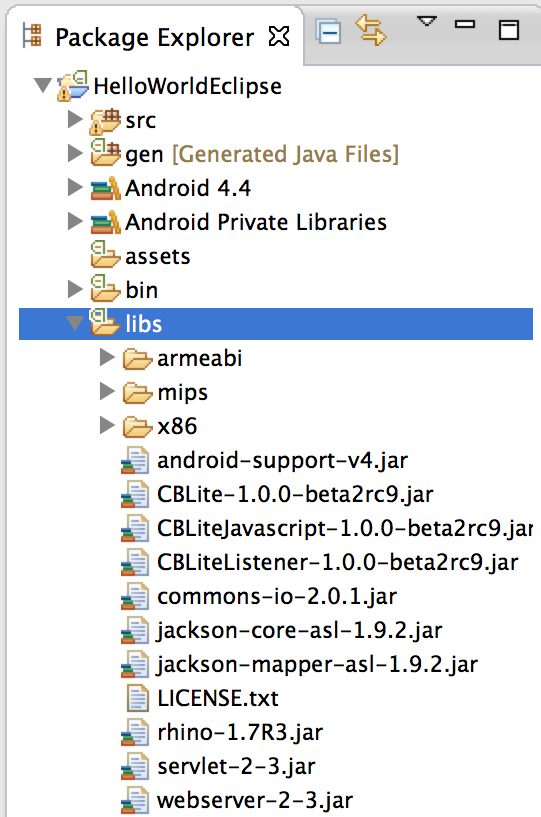 Package Explorer
HelloWorldEclipse
src
gen [Generated Java Files]
Android 4.4
Android Private Libraries
assets
bin
libs
armeabi
mips
x86
android-support-v4.jar
CBLite-1.0.0-beta2rc9.jar
CBLiteJavascript-1.0.0-beta2rc9.jar
CBLiteListener-1.0.0-beta2rc9.jar
commons-io-2.0.1.jar
jackson-core-asl-1.9.2.jar
jackson-mapper-asl-1.9.2.jar
LICENSE.txt
rhino-1.7R3.jar
servlet-2-3.jar
webserver-2-3.jar